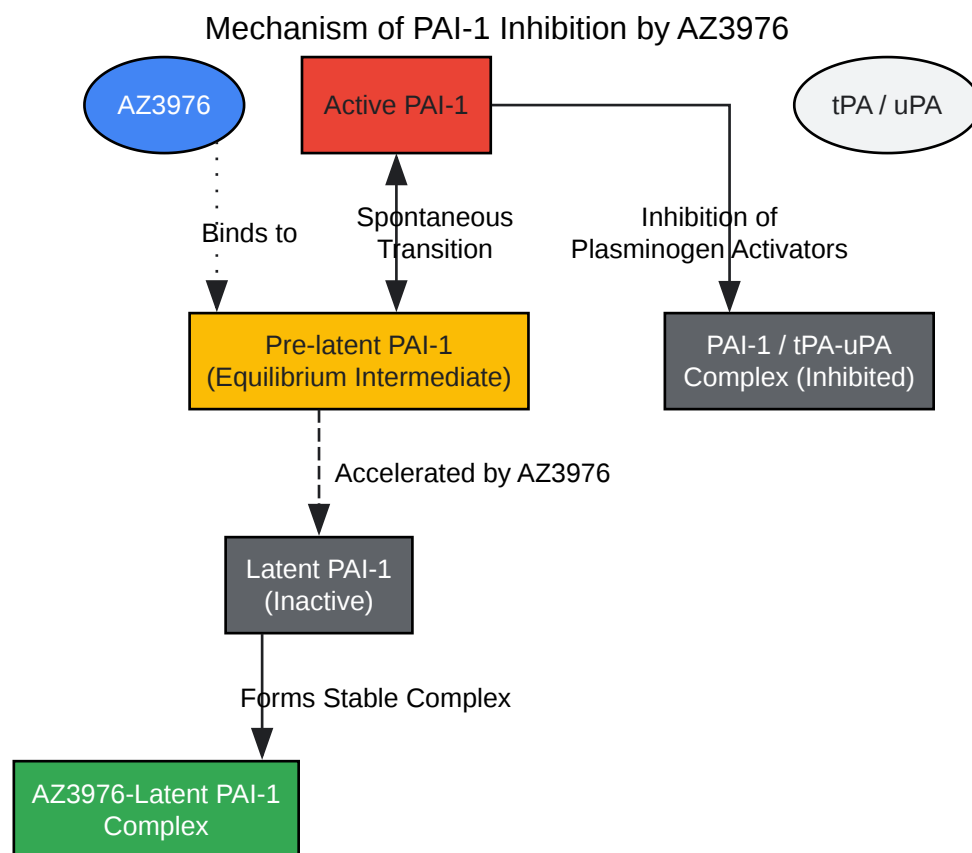 Mechanism of PAI-1 Inhibition by AZ3976
AZ3976
Active PAI-1
tPA / uPA
Binds to
Spontaneous
Transition
Inhibition of
Plasminogen Activators
Pre-latent PAI-1
(Equilibrium Intermediate)
PAI-1 / tPA-uPA
Complex (Inhibited)
Accelerated by AZ3976
Latent PAI-1
(Inactive)
Forms Stable Complex
AZ3976-Latent PAI-1
Complex